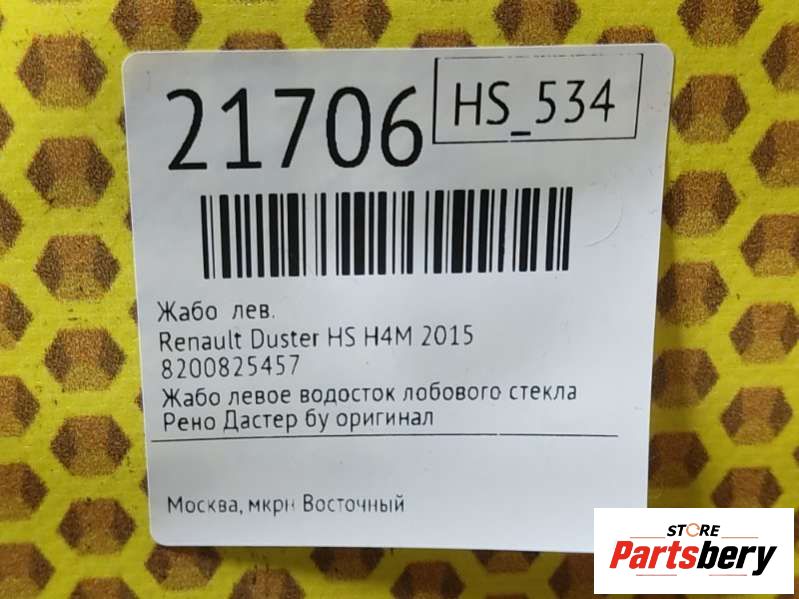 21706
HS_534
Жабо лев.
Renault Duster HS H4M 2015
8200825457
Жабо левое водосток лобового стекла
Рено Дастер бу оригинал
Москва, мкрн Восточный
STORE
Partsbery